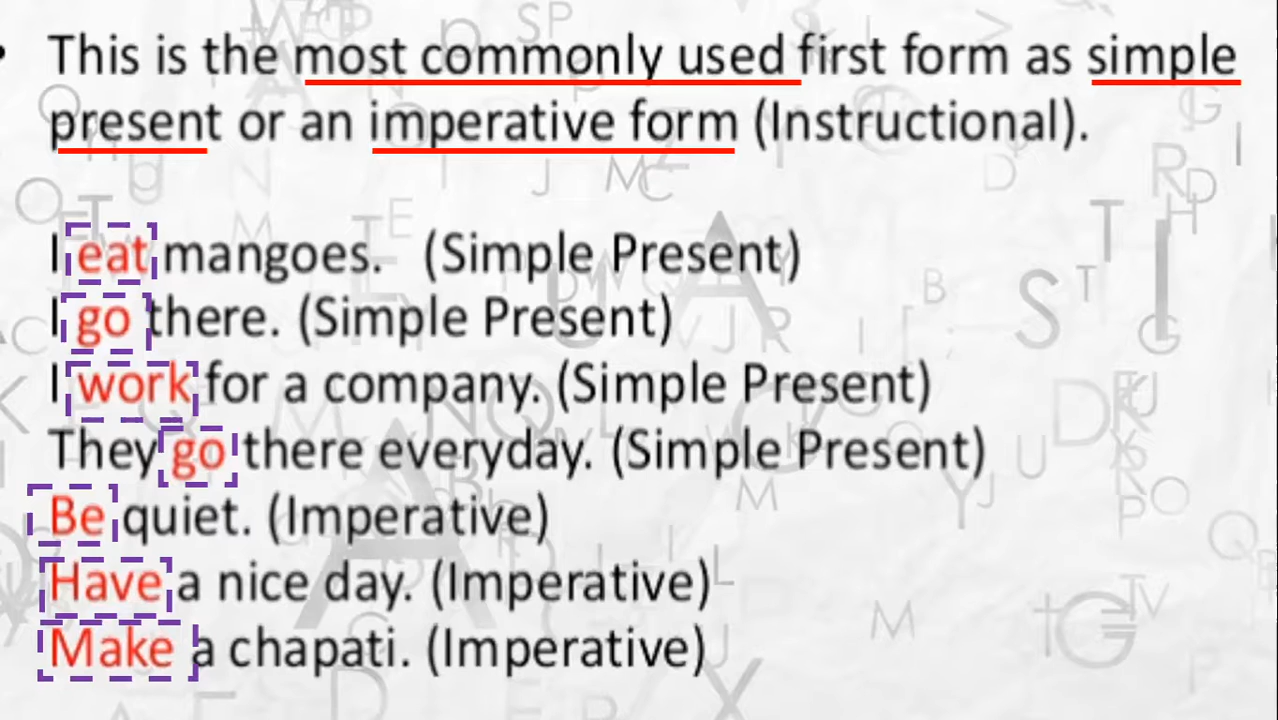 • This is the most commonly used first form as simple
present or an imperative form (Instructional).
I eat mangoes. (Simple Present)
I go there. (Simple Present)
I work for a company. (Simple Present)
They go there everyday. (Simple Present)
Be quiet. (Imperative)
Have a nice day. (Imperative)
Make a chapati. (Imperative)